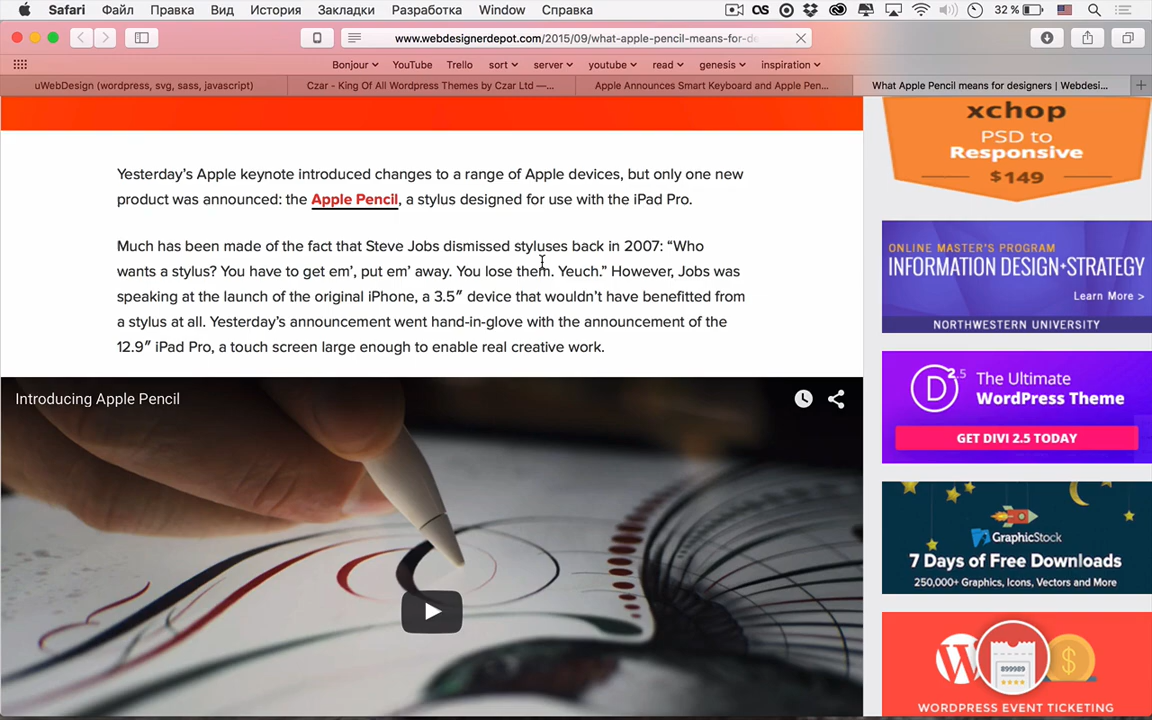 Safari Файл Правка Вид История Закладки Разработка Window Справка 32 %
www.webdesignerdepot.com/2015/09/what-apple-pencil-means-for-de
Bonjour YouTube Trello sort server youtube read genesis inspiration
uWebDesign (wordpress, svg, sass, javascript) Czar - King Of All Wordpress Themes by Czar Ltd —... Apple Announces Smart Keyboard and Apple Pen... What Apple Pencil means for designers | Webdesi...
Yesterday’s Apple keynote introduced changes to a range of Apple devices, but only one new
product was announced: the Apple Pencil, a stylus designed for use with the iPad Pro.
Much has been made of the fact that Steve Jobs dismissed styluses back in 2007: “Who
wants a stylus? You have to get em’, put em’ away. You lose them. Yeuch.” However, Jobs was
speaking at the launch of the original iPhone, a 3.5″ device that wouldn’t have benefitted from
a stylus at all. Yesterday’s announcement went hand-in-glove with the announcement of the
12.9″ iPad Pro, a touch screen large enough to enable real creative work.
Introducing Apple Pencil
xchop
PSD to
Responsive
$149
ONLINE MASTER'S PROGRAM
INFORMATION DESIGN+STRATEGY
Learn More >
NORTHWESTERN UNIVERSITY
D 2.5
The Ultimate
WordPress Theme
GET DIVI 2.5 TODAY
GraphicStock
7 Days of Free Downloads
250,000+ Graphics, Icons, Vectors and More
899989
WORDPRESS EVENT TICKETING